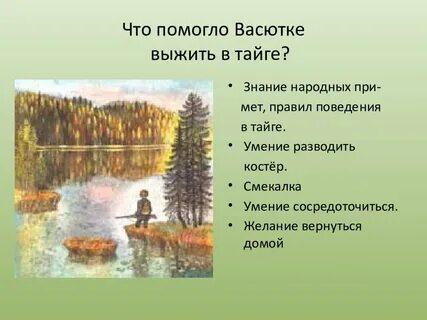 Что помогло Васютке
выжить в тайге?
• Знание народных при-
мет, правил поведения
в тайге.
• Умение разводить
костёр.
• Смекалка
• Умение сосредоточиться.
• Желание вернуться
домой